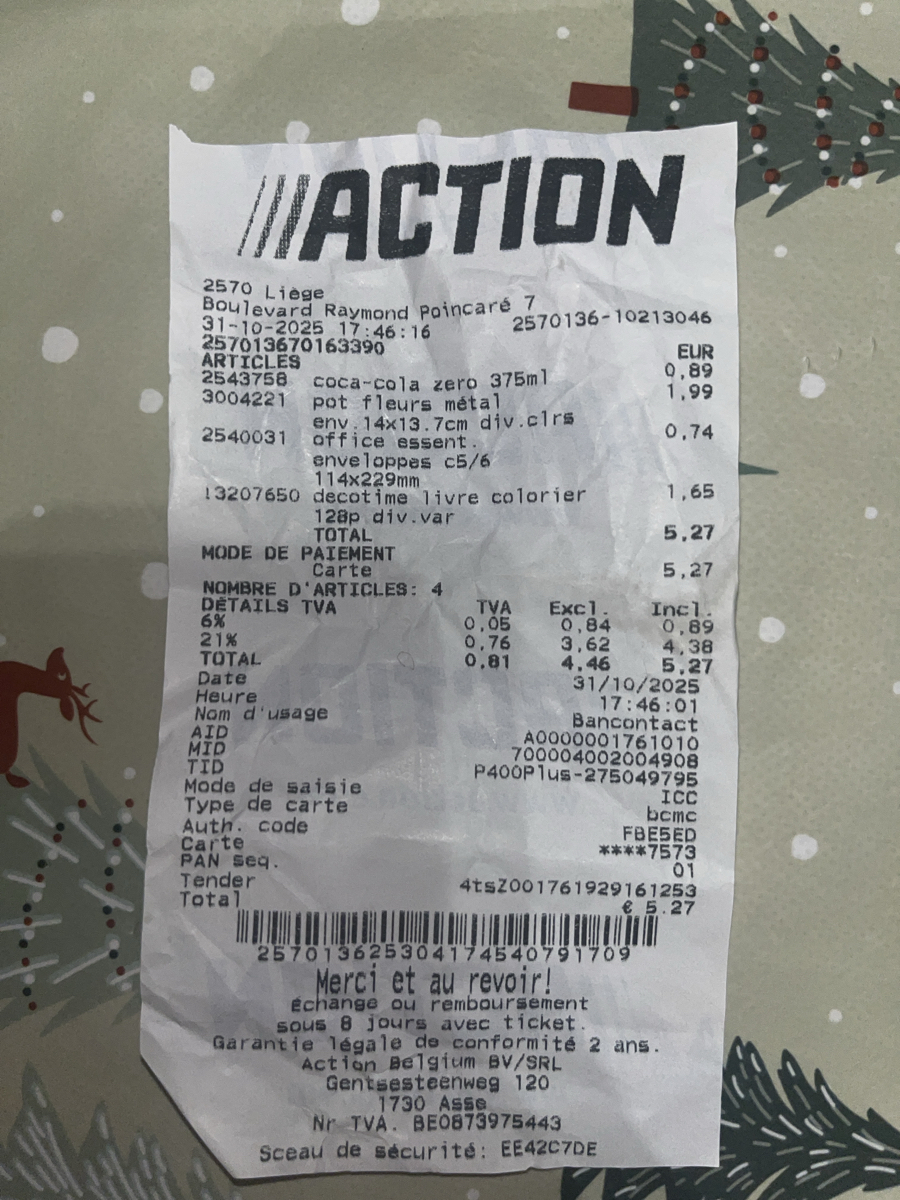 ACTION
2570 Liège
Boulevard Raymond Poincaré 7
31-10-2025 17:46:16 2570136-10213046
257013670163390
ARTICLES EUR
2543758 coca-cola zero 375ml 0,89
3004221 pot fleurs métal 1,99
env.14x13.7cm div.clrs
2540031 office essent. 0,74
enveloppes c5/6
114x229mm
13207650 decotime livre colorier 1,65
128p div.var
TOTAL 5,27
MODE DE PAIEMENT
Carte 5,27
NOMBRE D'ARTICLES: 4
DÉTAILS TVA TVA Excl. Incl.
6% 0,05 0,84 0,89
21% 0,76 3,62 4,38
TOTAL 0,81 4,46 5,27
Date 31/10/2025
Heure 17:46:01
Nom d'usage Bancontact
AID A0000001761010
MID 700004002004908
TID P400Plus-275049795
Mode de saisie ICC
Type de carte bcmc
Auth. code FBE5ED
Carte ****7573
PAN seq. 01
Tender 4tsZ001761929161253
Total € 5.27
2570136253041745407917​09
Merci et au revoir!
Échange ou remboursement
sous 8 jours avec ticket.
Garantie légale de conformité 2 ans.
Action Belgium BV/SRL
Gentsesteenweg 120
1730 Asse
Nr TVA. BE0873975443
Sceau de sécurité: EE42C7DE